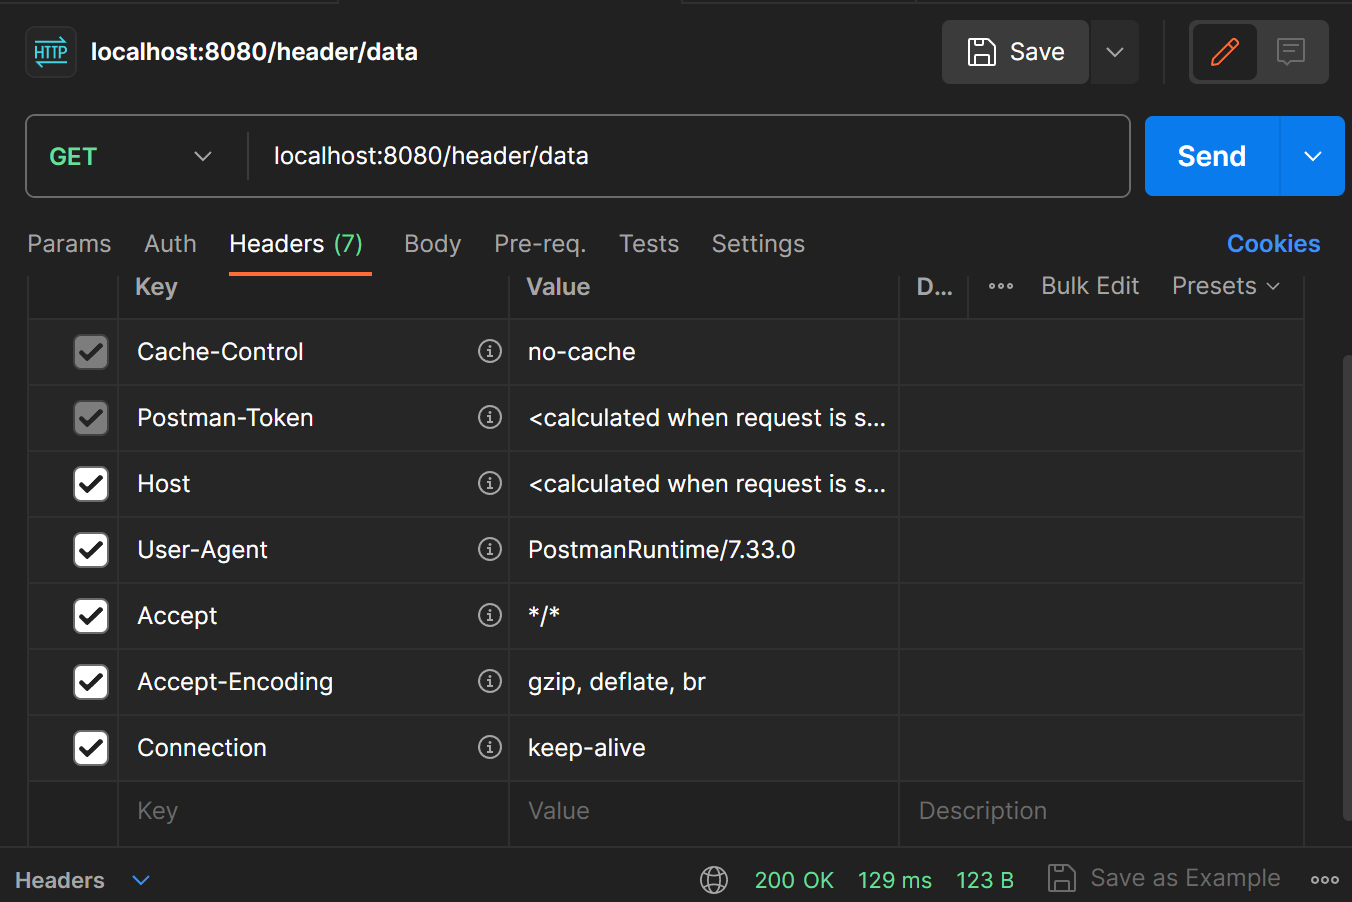 HTTP localhost:8080/header/data Save
GET localhost:8080/header/data Send
Params Auth Headers (7) Body Pre-req. Tests Settings Cookies
Key Value D... Bulk Edit Presets
Cache-Control no-cache
Postman-Token <calculated when request is s...
Host <calculated when request is s...
User-Agent PostmanRuntime/7.33.0
Accept */*
Accept-Encoding gzip, deflate, br
Connection keep-alive
Key Value Description
Headers 200 OK 129 ms 123 B Save as Example